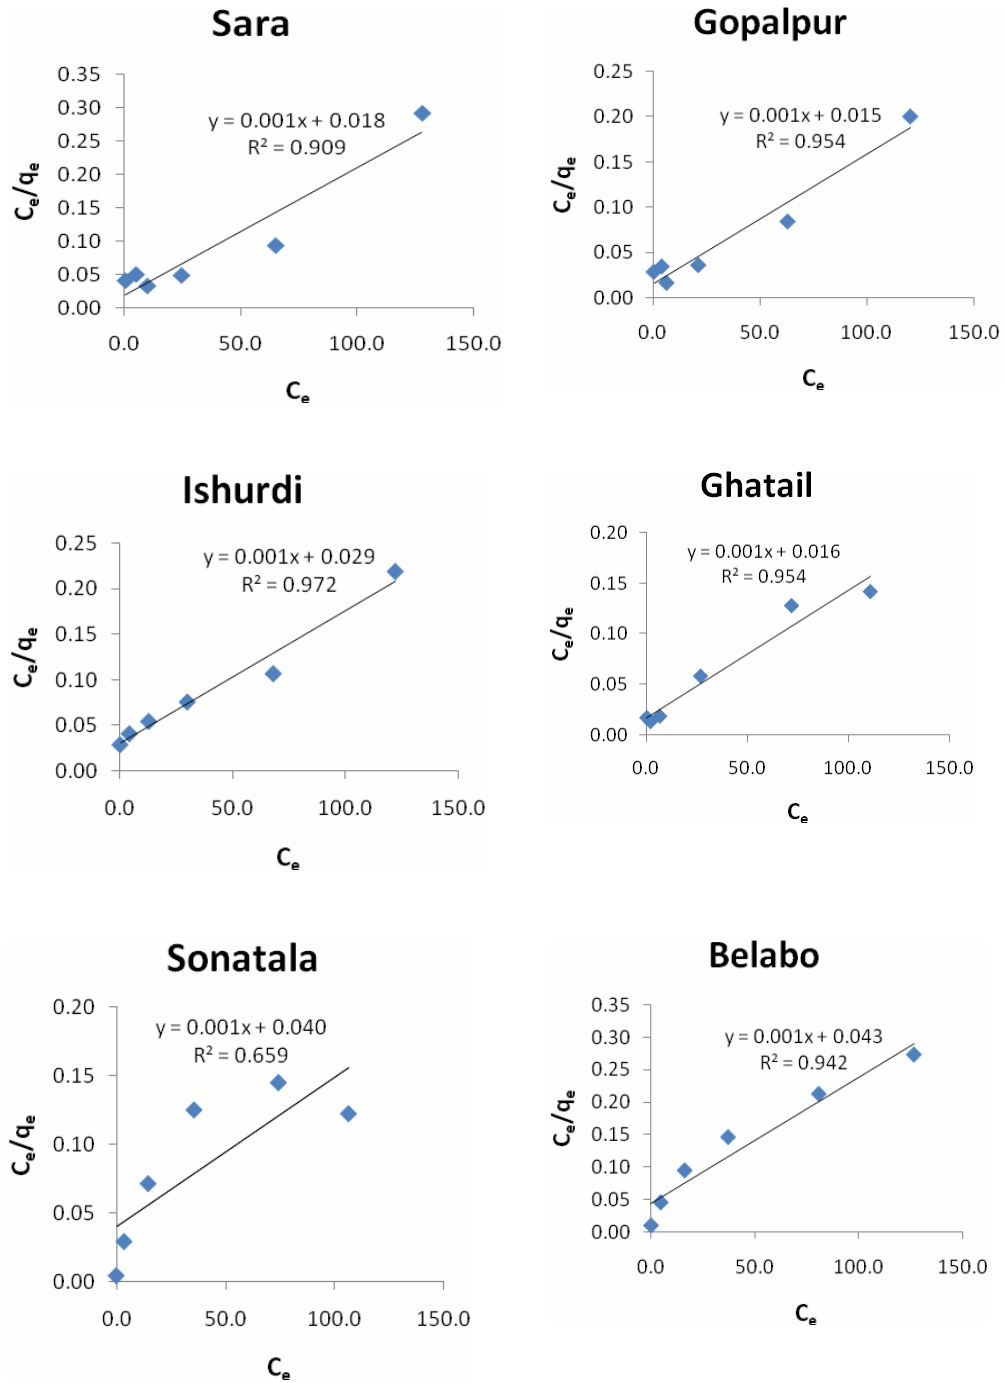 Sara
0.35
0.30
0.25
0.20
0.15
0.10
0.05
0.00
y = 0.001x + 0.018
R² = 0.909
Ce/qe
0.0 50.0 100.0 150.0
Ce
Gopalpur
0.25
0.20
0.15
0.10
0.05
0.00
y = 0.001x + 0.015
R² = 0.954
Ce/qe
0.0 50.0 100.0 150.0
Ce
Ishurdi
0.25
0.20
0.15
0.10
0.05
0.00
y = 0.001x + 0.029
R² = 0.972
Ce/qe
0.0 50.0 100.0 150.0
Ce
Ghatail
0.20
0.15
0.10
0.05
0.00
y = 0.001x + 0.016
R² = 0.954
Ce/qe
0.0 50.0 100.0 150.0
Ce
Sonatala
0.20
0.15
0.10
0.05
0.00
y = 0.001x + 0.040
R² = 0.659
Ce/qe
0.0 50.0 100.0 150.0
Ce
Belabo
0.35
0.30
0.25
0.20
0.15
0.10
0.05
0.00
y = 0.001x + 0.043
R² = 0.942
Ce/qe
0.0 50.0 100.0 150.0
Ce